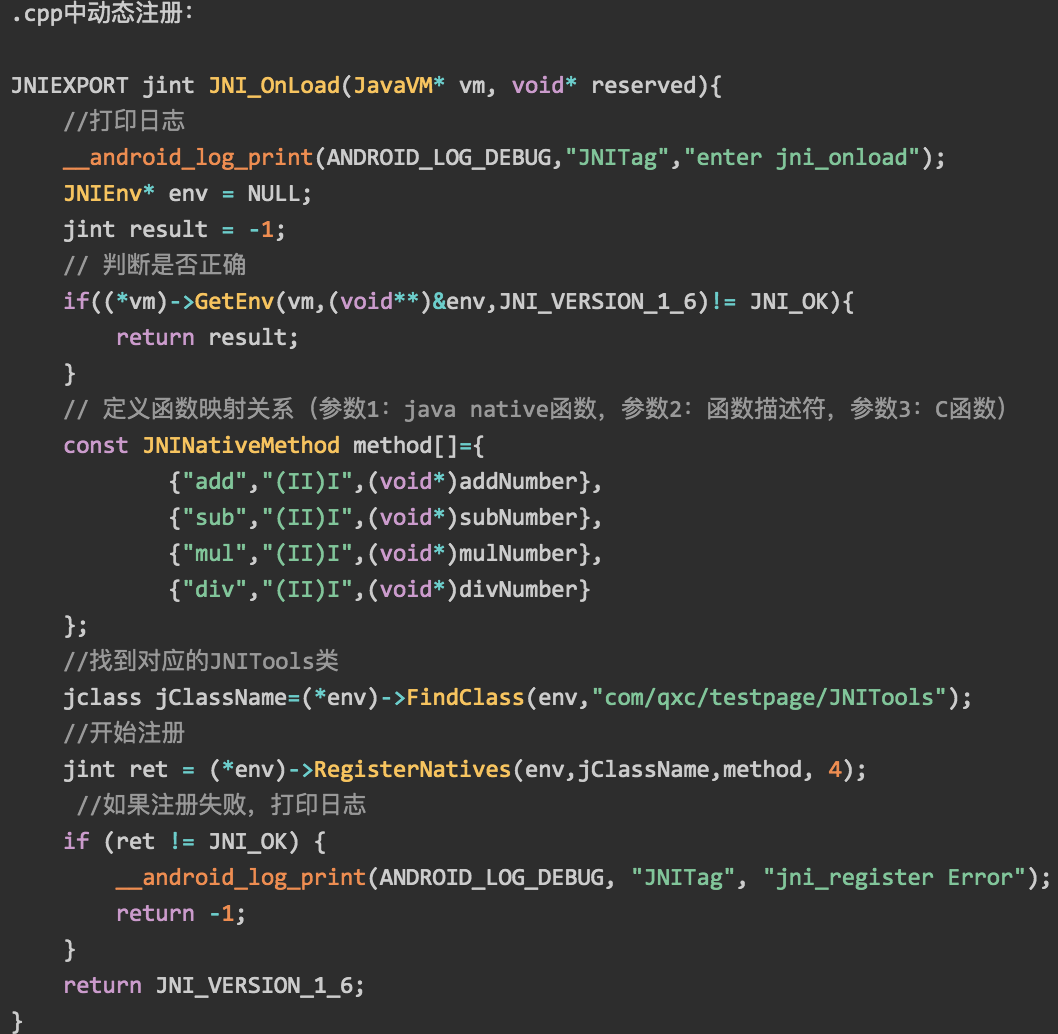 .cpp中动态注册：
JNIEXPORT jint JNI_OnLoad(JavaVM* vm, void* reserved){
    //打印日志
    __android_log_print(ANDROID_LOG_DEBUG,"JNITag","enter jni_onload");
    JNIEnv* env = NULL;
    jint result = -1;
    // 判断是否正确
    if((*vm)->GetEnv(vm,(void**)&env,JNI_VERSION_1_6)!= JNI_OK){
        return result;
    }
    // 定义函数映射关系（参数1：java native函数，参数2：函数描述符，参数3：C函数）
    const JNINativeMethod method[]={
            {"add","(II)I",(void*)addNumber},
            {"sub","(II)I",(void*)subNumber},
            {"mul","(II)I",(void*)mulNumber},
            {"div","(II)I",(void*)divNumber}
    };
    //找到对应的JNITools类
    jclass jClassName=(*env)->FindClass(env,"com/qxc/testpage/JNITools");
    //开始注册
    jint ret = (*env)->RegisterNatives(env,jClassName,method, 4);
     //如果注册失败，打印日志
    if (ret != JNI_OK) {
        __android_log_print(ANDROID_LOG_DEBUG, "JNITag", "jni_register Error");
        return -1;
    }
    return JNI_VERSION_1_6;
}